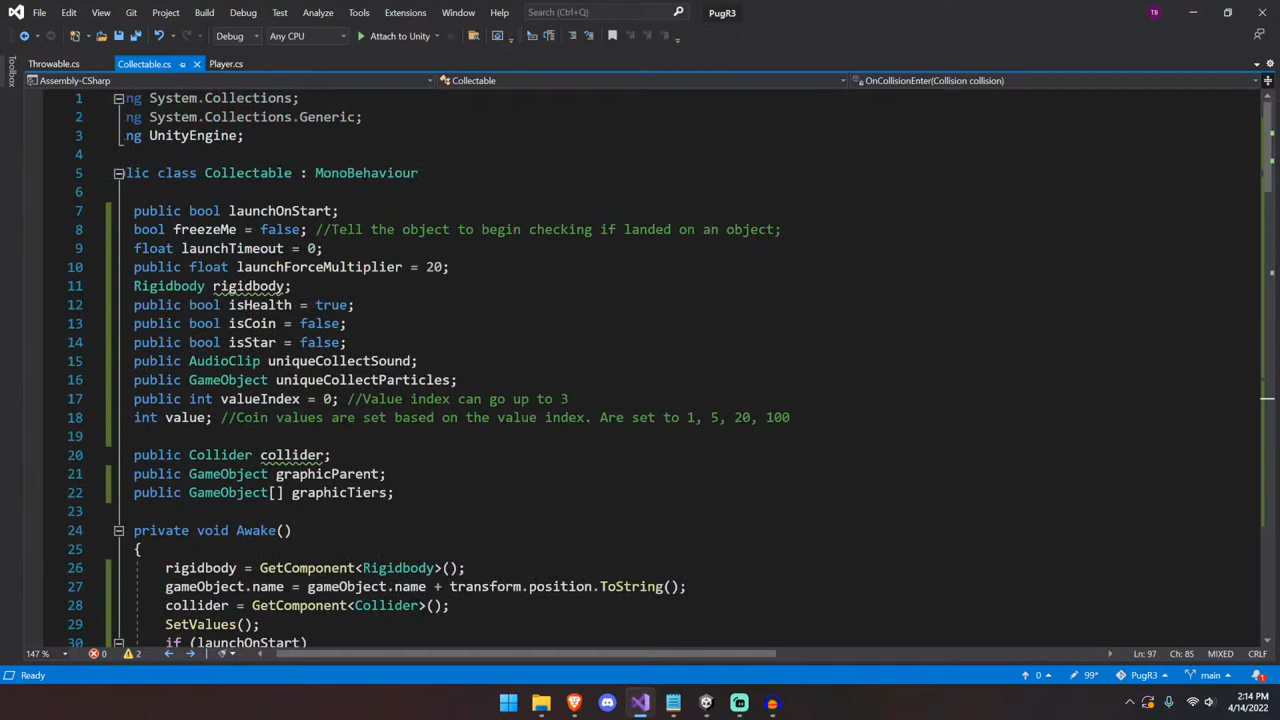 File Edit View Git Project Build Debug Test Analyze Tools Extensions Window Help Search (Ctrl+Q) PugR3 TB
Debug Any CPU Attach to Unity
Throwable.cs Collectable.cs Player.cs
Toolbox
Assembly-CSharp Collectable OnCollisionEnter(Collision collision)
1 ng System.Collections;
2 ng System.Collections.Generic;
3 ng UnityEngine;
4
5 lic class Collectable : MonoBehaviour
6
7 public bool launchOnStart;
8 bool freezeMe = false; //Tell the object to begin checking if landed on an object;
9 float launchTimeout = 0;
10 public float launchForceMultiplier = 20;
11 Rigidbody rigidbody;
12 public bool isHealth = true;
13 public bool isCoin = false;
14 public bool isStar = false;
15 public AudioClip uniqueCollectSound;
16 public GameObject uniqueCollectParticles;
17 public int valueIndex = 0; //Value index can go up to 3
18 int value; //Coin values are set based on the value index. Are set to 1, 5, 20, 100
19
20 public Collider collider;
21 public GameObject graphicParent;
22 public GameObject[] graphicTiers;
23
24 private void Awake()
25 {
26 rigidbody = GetComponent<Rigidbody>();
27 gameObject.name = gameObject.name + transform.position.ToString();
28 collider = GetComponent<Collider>();
29 SetValues();
30 if (launchOnStart)
147 % 0 2 Ln: 97 Ch: 85 MIXED CRLF
Ready 0 99* PugR3 main 1
2:14 PM
4/14/2022